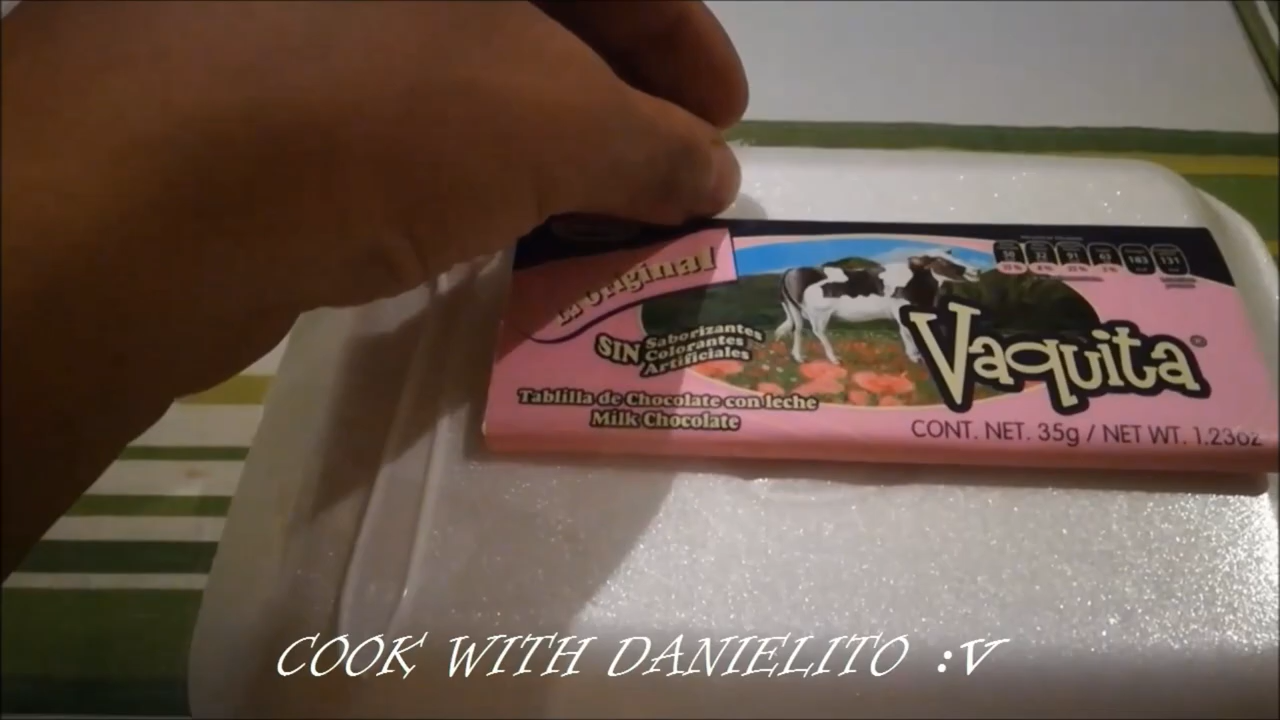 La Original
SIN Saborizantes
Colorantes
Artificiales
Tablilla de Chocolate con leche
Milk Chocolate
Vaquita®
CONT. NET. 35g / NET WT. 1.23oz
COOK WITH DANIELITO :V